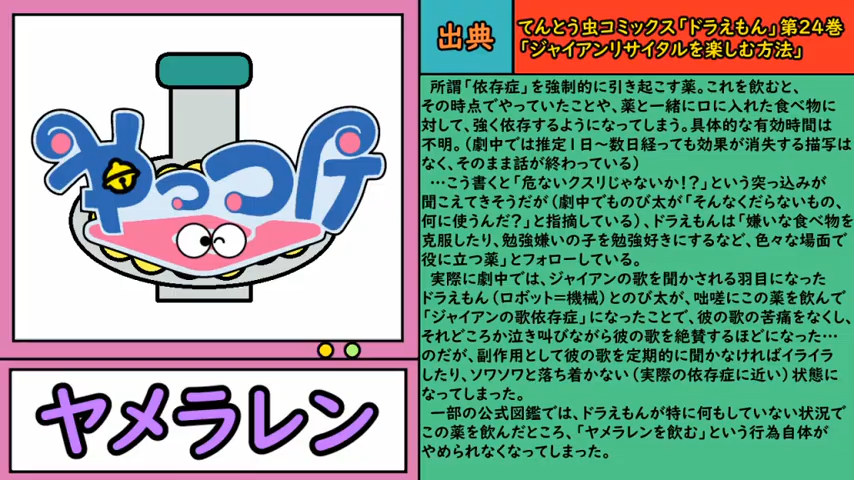 やっつけ
ヤメラレン
出典
てんとう虫コミックス「ドラえもん」第24巻
「ジャイアンリサイタルを楽しむ方法」
所謂「依存症」を強制的に引き起こす薬。これを飲むと、
その時点でやっていたことや、薬と一緒に口に入れた食べ物に
対して、強く依存するようになってしまう。具体的な有効時間は
不明。(劇中では推定1日~数日経っても効果が消失する描写は
なく、そのまま話が終わっている)
…こう書くと「危ないクスリじゃないか!?」という突っ込みが
聞こえてきそうだが(劇中でものび太が「そんなくだらないもの、
何に使うんだ?」と指摘している)、ドラえもんは「嫌いな食べ物を
克服したり、勉強嫌いの子を勉強好きにするなど、色々な場面で
役に立つ薬」とフォローしている。
実際に劇中では、ジャイアンの歌を聞かされる羽目になった
ドラえもん(ロボット=機械)とのび太が、咄嗟にこの薬を飲んで
「ジャイアンの歌依存症」になったことで、彼の歌の苦痛をなくし、
それどころか泣き叫びながら彼の歌を絶賛するほどになった…
のだが、副作用として彼の歌を定期的に聞かなければイライラ
したり、ソワソワと落ち着かない(実際の依存症に近い)状態に
なってしまった。
一部の公式図鑑では、ドラえもんが特に何もしていない状況で
この薬を飲んだところ、「ヤメラレンを飲む」という行為自体が
やめられなくなってしまった。